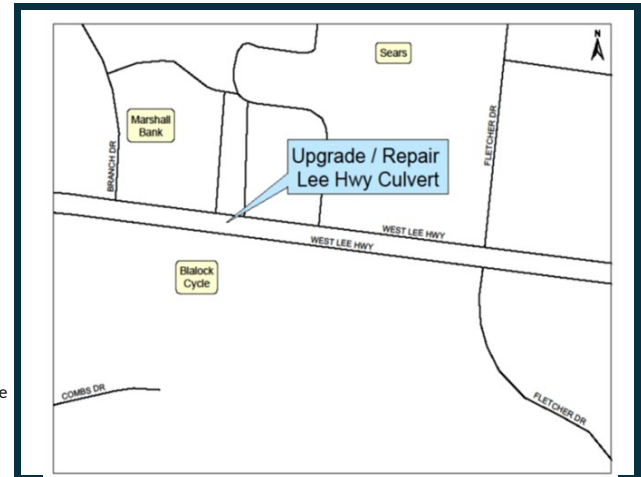 N
Sears
Marshall
Bank
BRANCH DR
FLETCHER DR
Upgrade / Repair
Lee Hwy Culvert
WEST LEE HWY
WEST LEE HWY
Blalock
Cycle
e
COMBS DR
FLETCHER DR